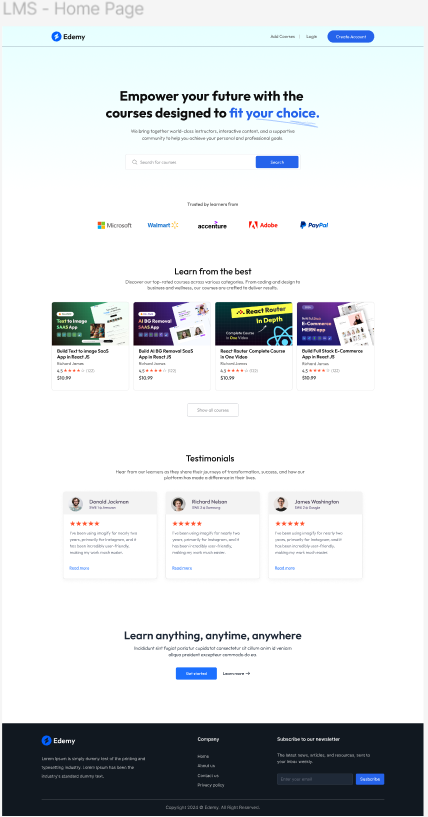 LMS - Home Page
Edemy
Add Courses | Login Create Account
Empower your future with the
courses designed to fit your choice.
We bring together world-class instructors, interactive content, and a supportive
community to help you achieve your personal and professional goals.
Search for courses Search
Trusted by learners from
Microsoft Walmart accenture Adobe PayPal
Learn from the best
Discover our top-rated courses across various categories. From coding and design to
business and wellness, our courses are crafted to deliver results.
Text to Image
SAAS App
AI BG Removal
SAAS App
React Router
In Depth
Complete Course
in One Video
Build Full Stack
E-Commerce
MERN app
Build Text to image SaaS
App in React JS
Richard James
4.5 (122)
$10.99
Build AI BG Removal SaaS
App in React JS
Richard James
4.5 (122)
$10.99
React Router Complete Course
in One Video
Richard James
4.5 (122)
$10.99
Build Full Stack E-Commerce
App in React JS
Richard James
4.5 (122)
$10.99
Show all courses
Testimonials
Hear from our learners as they share their journeys of transformation, success, and how our
platform has made a difference in their lives.
Donald Jackman
SWE 1 @ Amazon
I've been using imagify for nearly two
years, primarily for Instagram, and it
has been incredibly user-friendly,
making my work much easier.
Read more
Richard Nelson
SWE 2 @ Samsung
I've been using imagify for nearly two
years, primarily for Instagram, and it
has been incredibly user-friendly,
making my work much easier.
Read more
James Washington
SWE 2 @ Google
I've been using imagify for nearly two
years, primarily for Instagram, and it
has been incredibly user-friendly,
making my work much easier.
Read more
Learn anything, anytime, anywhere
Incididunt sint fugiat pariatur cupidatat consectetur sit cillum anim id veniam
aliqua proident excepteur commodo do ea.
Get started Learn more →
Edemy
Lorem Ipsum is simply dummy text of the printing and
typesetting industry. Lorem Ipsum has been the
industry's standard dummy text.
Company
Home
About us
Contact us
Privacy policy
Subscribe to our newsletter
The latest news, articles, and resources, sent to
your inbox weekly.
Enter your email Subscribe
Copyright 2024 © Edemy. All Right Reserved.